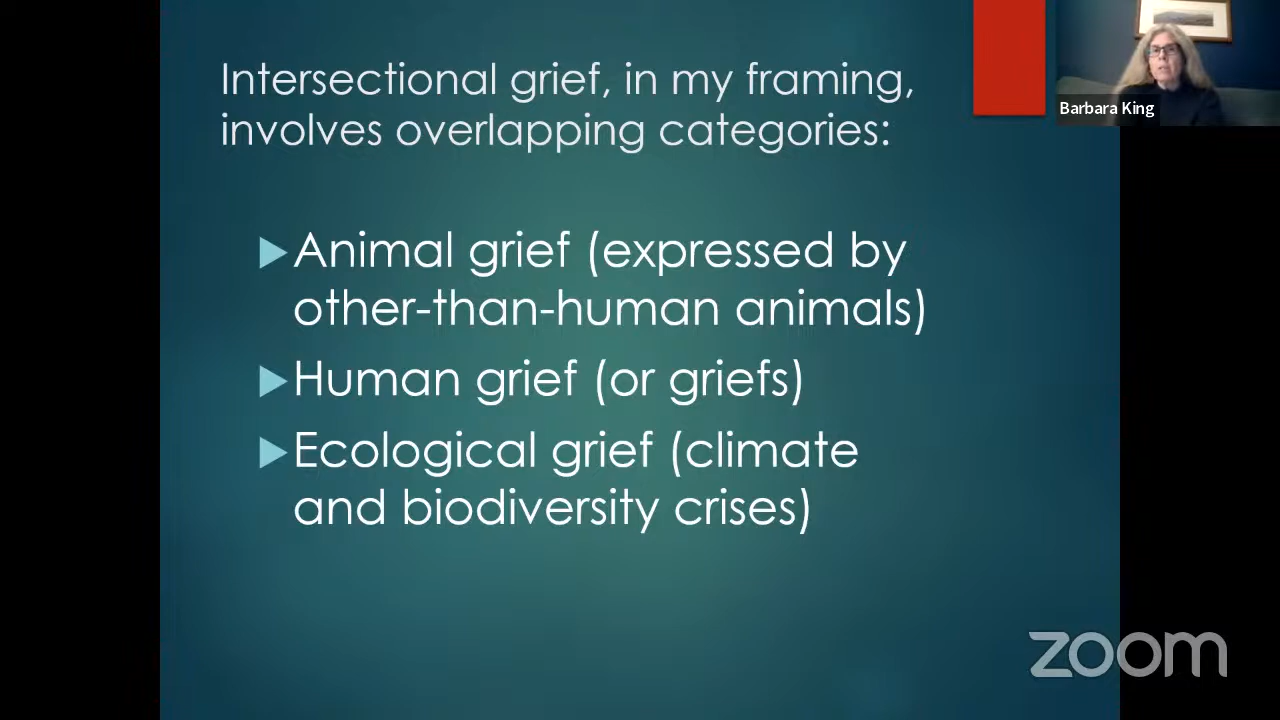 Intersectional grief, in my framing,
involves overlapping categories:
Barbara King
Animal grief (expressed by
other-than-human animals)
Human grief (or griefs)
Ecological grief (climate
and biodiversity crises)
zoom